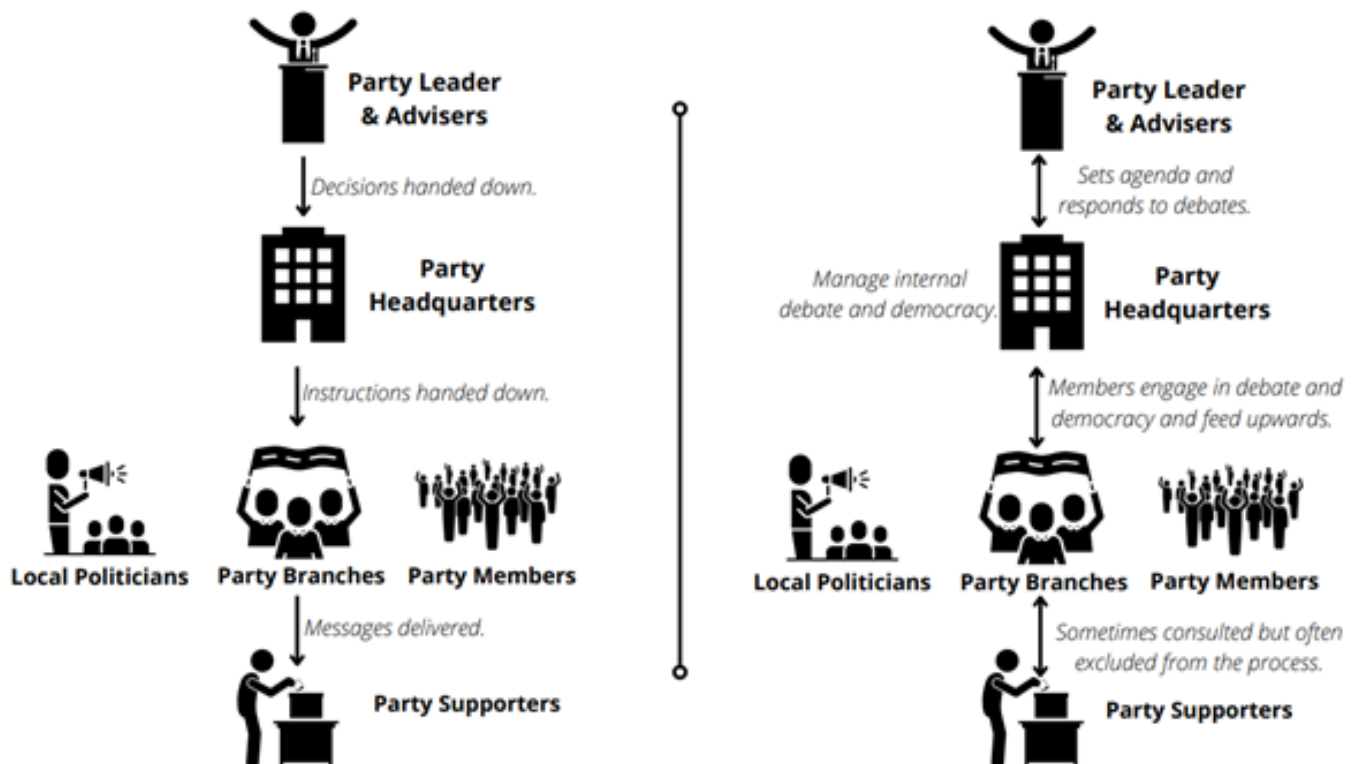 Party Leader
& Advisers
Decisions handed down.
Party
Headquarters
Instructions handed down.
Local Politicians
Party Branches
Party Members
Messages delivered.
Party Supporters
Party Leader
& Advisers
Sets agenda and
responds to debates.
Manage internal
debate and democracy.
Party
Headquarters
Members engage in debate and
democracy and feed upwards.
Local Politicians
Party Branches
Party Members
Sometimes consulted but often
excluded from the process.
Party Supporters